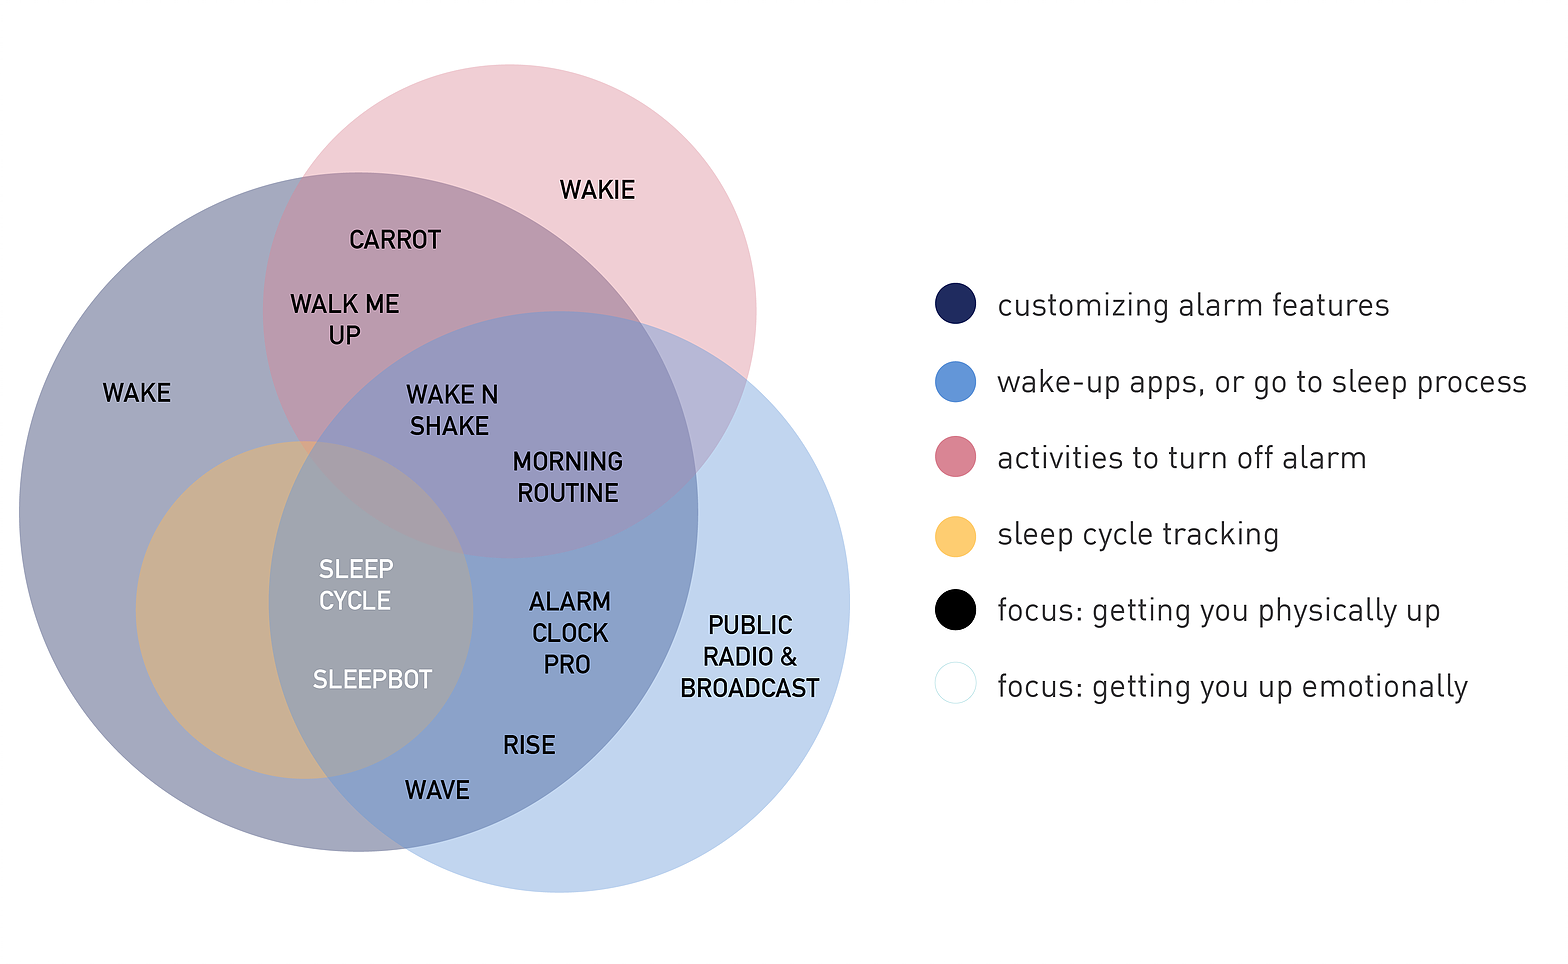 WAKIE
CARROT
WALK ME
UP
WAKE
WAKE N
SHAKE
MORNING
ROUTINE
SLEEP
CYCLE
SLEEPBOT
ALARM
CLOCK
PRO
PUBLIC
RADIO &
BROADCAST
RISE
WAVE
customizing alarm features
wake-up apps, or go to sleep process
activities to turn off alarm
sleep cycle tracking
focus: getting you physically up
focus: getting you up emotionally